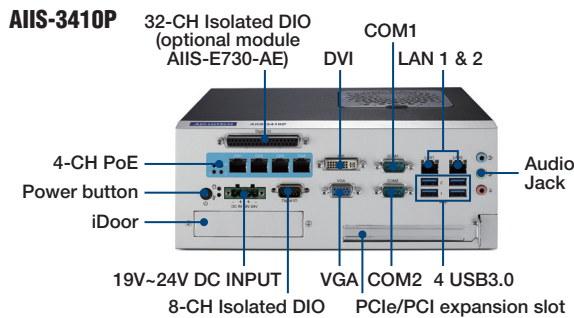 AIIS-3410P
32-CH Isolated DIO
(optional module
AIIS-E730-AE)
DVI
COM1
LAN 1 & 2
4-CH PoE
Power button
iDoor
Audio
Jack
VGA
COM2
19V~24V DC INPUT
VGA
COM2
4 USB3.0
8-CH Isolated DIO
PCIe/PCI expansion slot